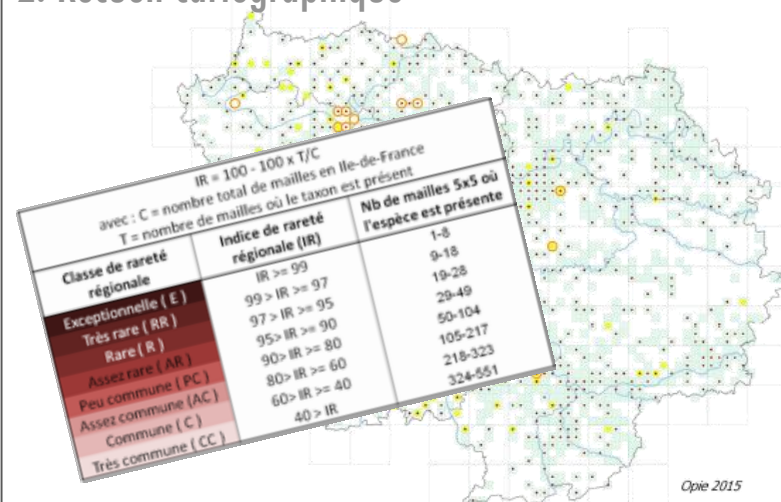 IR = 100 - 100 x T/C
avec : C = nombre total de mailles en Ile-de-France
T = nombre de mailles où le taxon est présent
Classe de rareté régionale
Indice de rareté régionale (IR)
Nb de mailles 5x5 où l'espèce est présente
Exceptionnelle ( E ) IR >= 99 1-8
Très rare ( RR ) 99 > IR >= 97 9-18
Rare ( R ) 97 > IR >= 95 19-28
Assez rare ( AR ) 95> IR >= 90 29-49
Peu commune ( PC ) 90> IR >= 80 50-104
Assez commune (AC ) 80> IR >= 60 105-217
Commune ( C ) 60> IR >= 40 218-323
Très commune ( CC ) 40 > IR 324-551
Opie 2015